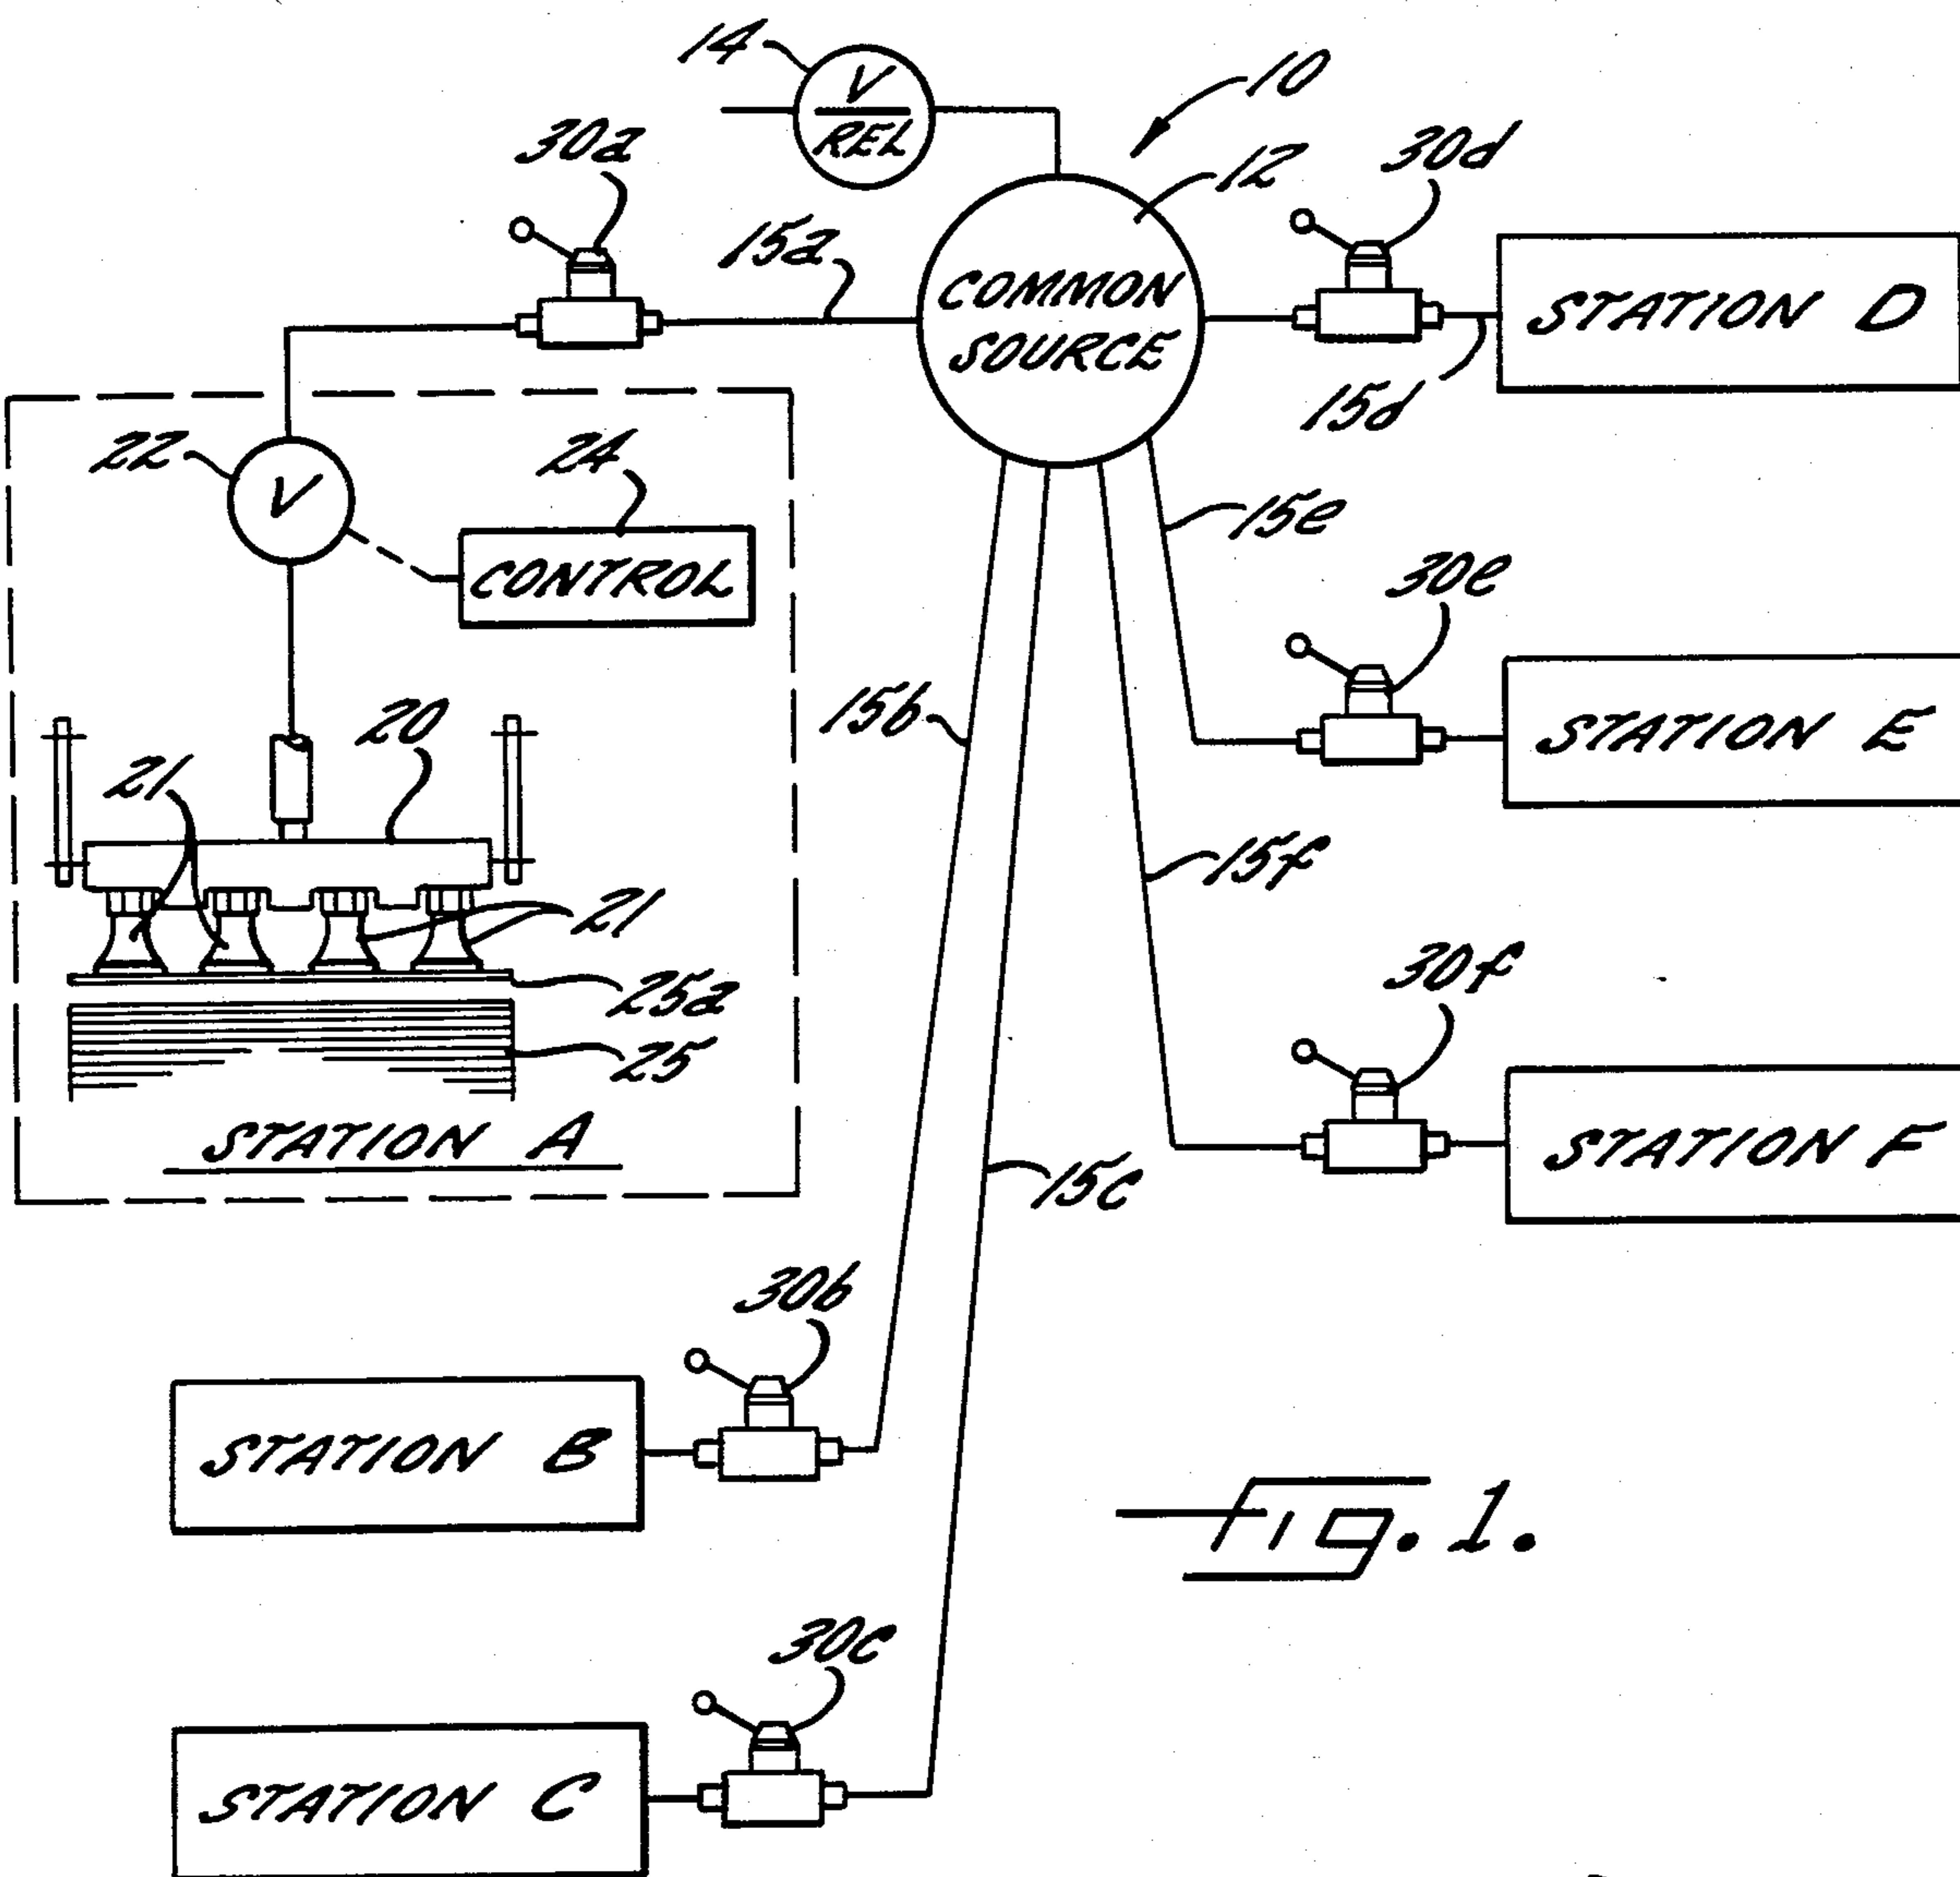 14
V
REL
10
30a
12
30d
15a
COMMON
SOURCE
STATION D
15d
22
V
24
CONTROL
15e
30e
20
15b
STATION E
21
15f
21
25a
30f
25
STATION A
15c
STATION F
30b
STATION B
Fig. 1.
30c
STATION C